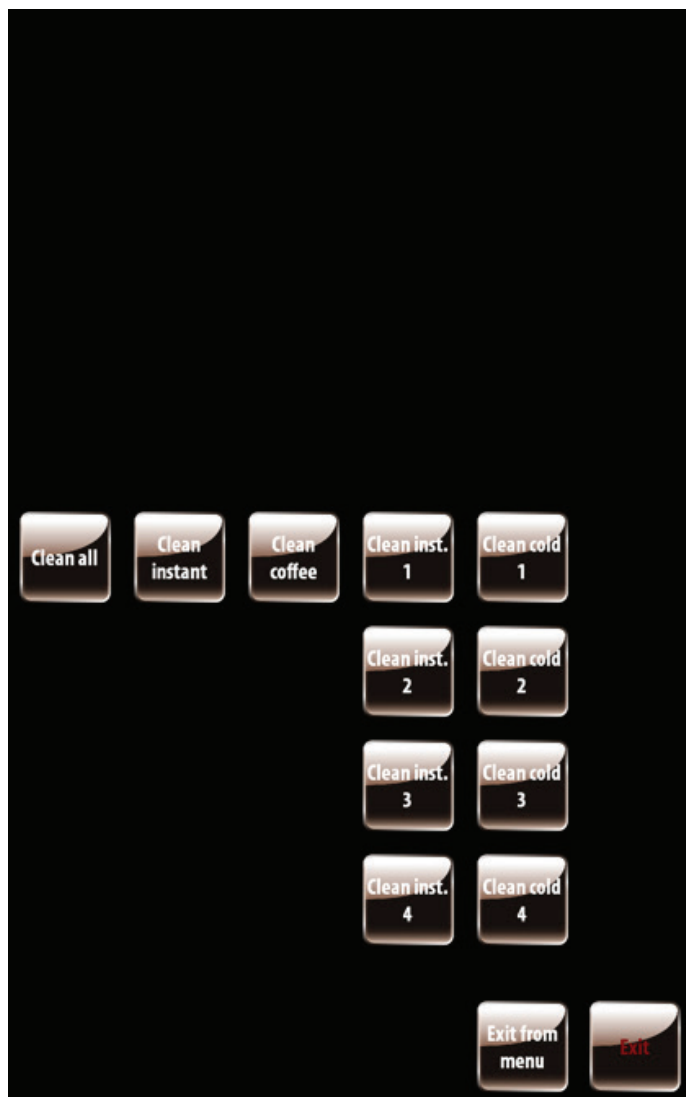 Clean all
Clean
instant
Clean
coffee
Clean inst.
1
Clean cold
1
Clean inst.
2
Clean cold
2
Clean inst.
3
Clean cold
3
Clean inst.
4
Clean cold
4
Exit from
menu
Exit